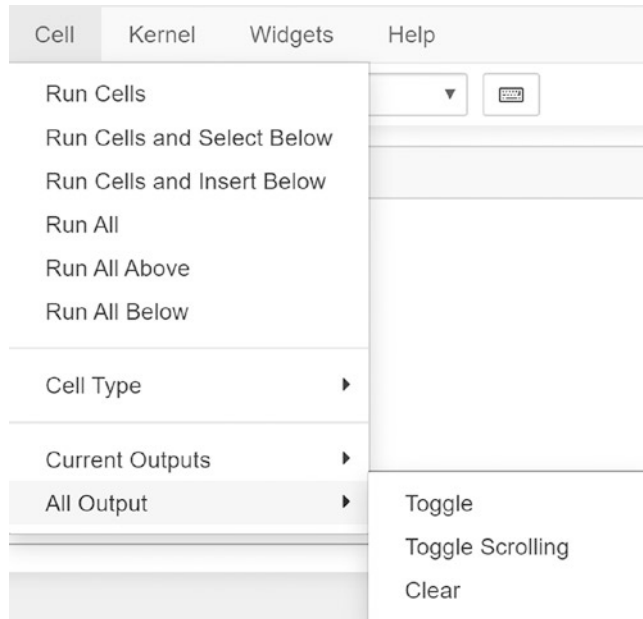 Cell Kernel Widgets Help
Run Cells
Run Cells and Select Below
Run Cells and Insert Below
Run All
Run All Above
Run All Below
Cell Type
Current Outputs
All Output
Toggle
Toggle Scrolling
Clear